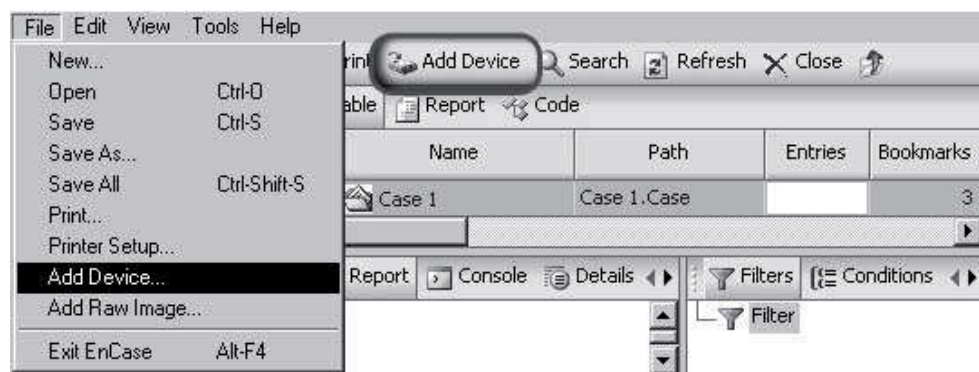 File Edit View Tools Help
New...
Open Ctrl-O
Save Ctrl-S
Save As...
Save All Ctrl-Shift-S
Print...
Printer Setup...
Add Device...
Add Raw Image...
Exit EnCase Alt-F4
Add Device Search Refresh Close
Report Code
Name Path Entries Bookmarks
Case 1 Case 1.Case 3
Report Console Details Filters Conditions
Filter